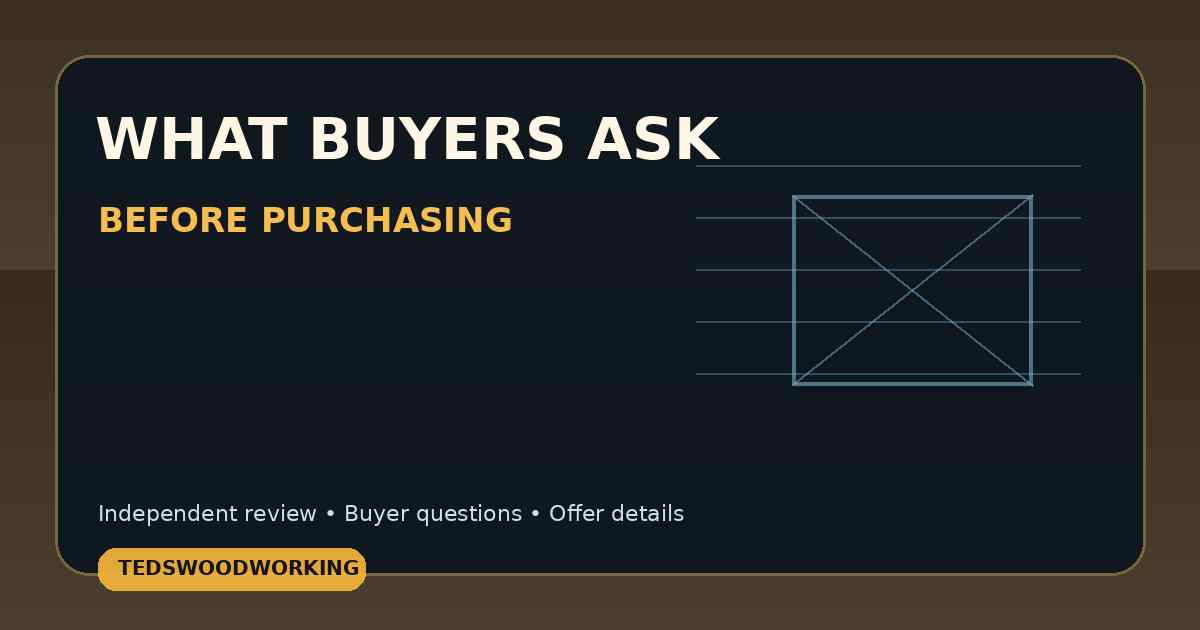 WHAT BUYERS ASK
BEFORE PURCHASING
Independent review • Buyer questions • Offer details
TEDSWOODWORKING